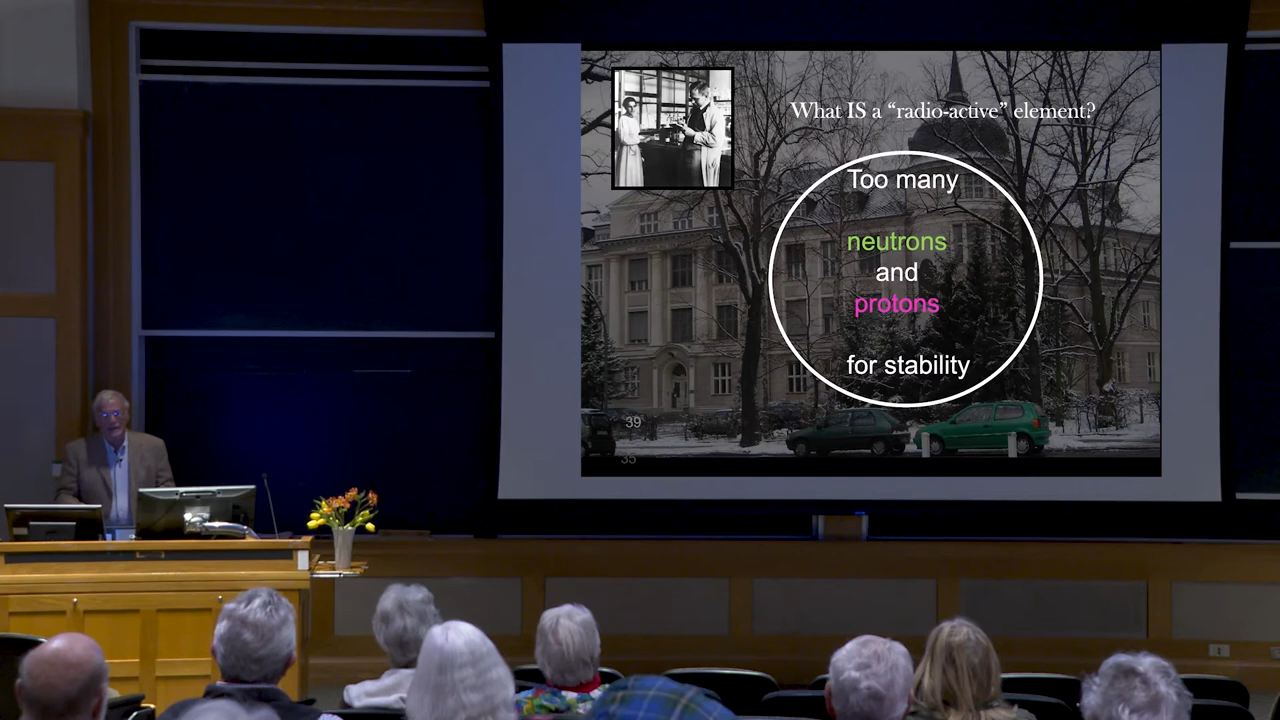 What IS a “radio-active” element?
Too many
neutrons
and
protons
for stability
39
35